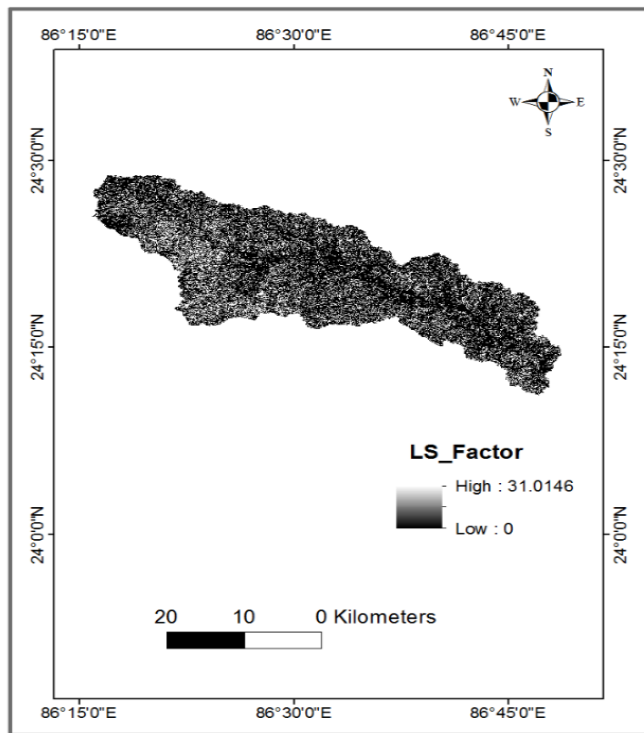 86°15'0"E 86°30'0"E 86°45'0"E
N
W E
S
24°30'0"N 24°30'0"N
24°15'0"N 24°15'0"N
LS_Factor
High : 31.0146
Low : 0
24°0'0"N 24°0'0"N
20 10 0 Kilometers
86°15'0"E 86°30'0"E 86°45'0"E